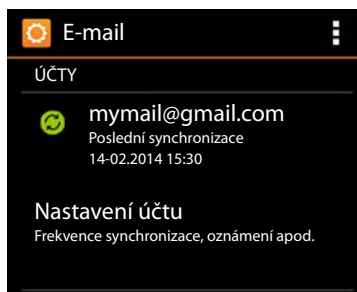 E-mail
ÚČTY
mymail@gmail.com
Poslední synchronizace
14-02.2014 15:30
Nastavení účtu
Frekvence synchronizace, oznámení apod.